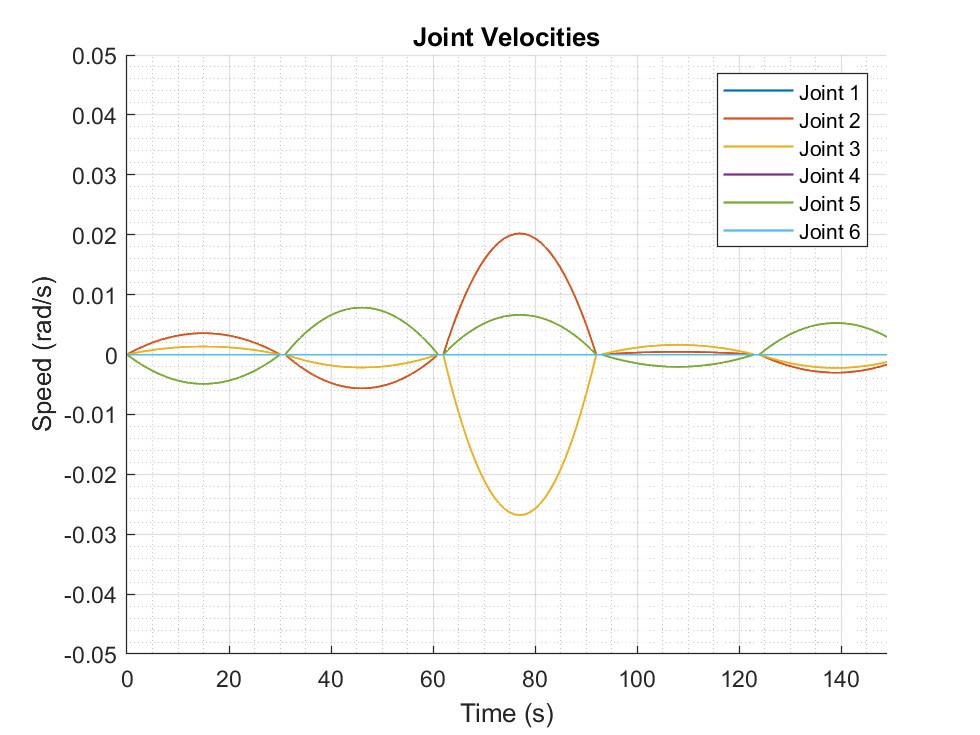 Joint Velocities
0.05
0.04
0.03
0.02
0.01
0
-0.01
-0.02
-0.03
-0.04
-0.05
Speed (rad/s)
Joint 1
Joint 2
Joint 3
Joint 4
Joint 5
Joint 6
0 20 40 60 80 100 120 140
Time (s)